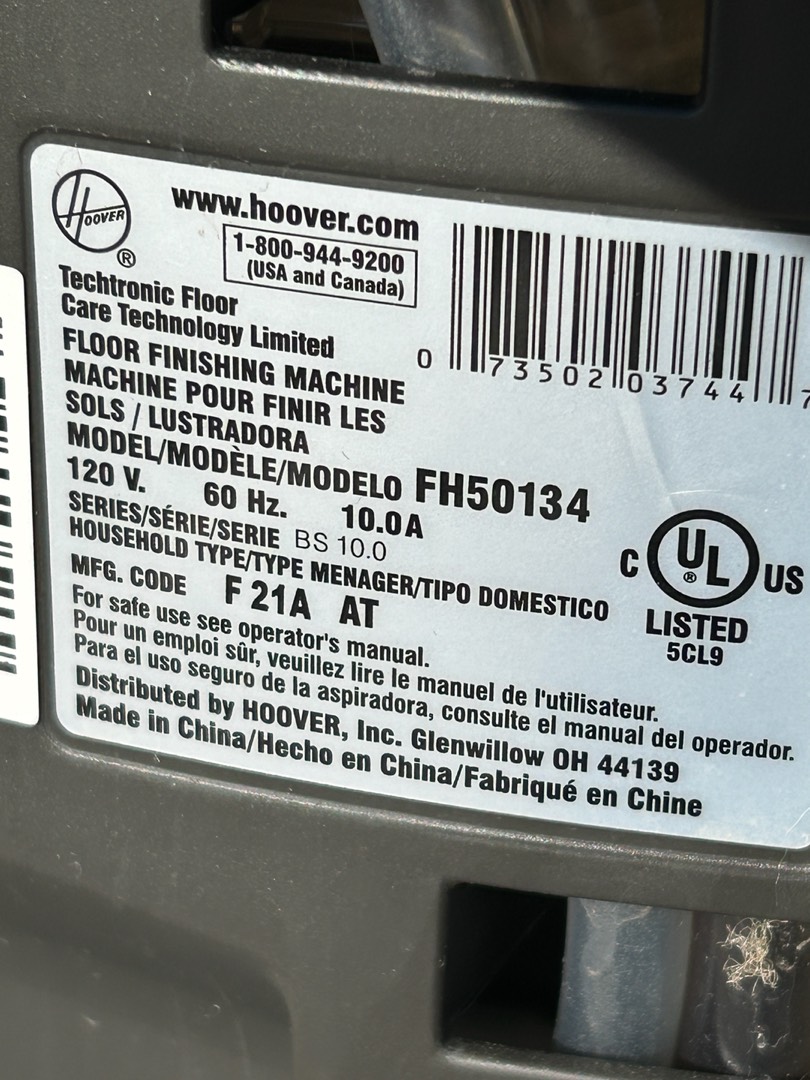 HOOVER
®
www.hoover.com
1-800-944-9200
(USA and Canada)
Techtronic Floor
Care Technology Limited
FLOOR FINISHING MACHINE
MACHINE POUR FINIR LES
SOLS / LUSTRADORA
MODEL/MODÈLE/MODELO FH50134
120 V. 60 Hz. 10.0A
SERIES/SÉRIE/SERIE BS 10.0
HOUSEHOLD TYPE/TYPE MENAGER/TIPO DOMESTICO
MFG. CODE F 21A AT
For safe use see operator's manual.
Pour un emploi sûr, veuillez lire le manuel de l'utilisateur.
Para el uso seguro de la aspiradora, consulte el manual del operador.
Distributed by HOOVER, Inc. Glenwillow OH 44139
Made in China/Hecho en China/Fabriqué en Chine
0 73502 03744 7
C UL ® US
LISTED
5CL9